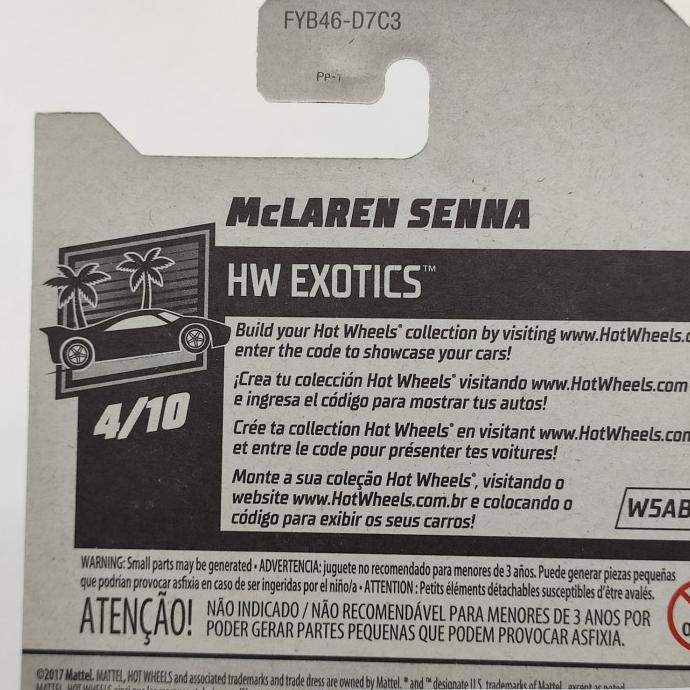 FYB46-D7C3
McLAREN SENNA
HW EXOTICS™
Build your Hot Wheels® collection by visiting www.HotWheels.c
enter the code to showcase your cars!
¡Crea tu colección Hot Wheels® visitando www.HotWheels.com
e ingresa el código para mostrar tus autos!
4/10
Crée ta collection Hot Wheels® en visitant www.HotWheels.com
et entre le code pour présenter tes voitures!
Monte a sua coleção Hot Wheels®, visitando o
website www.HotWheels.com.br e colocando o
código para exibir os seus carros!
W5AB
WARNING: Small parts may be generated • ADVERTENCIA: juguete no recomendado para menores de 3 años. Puede generar piezas pequeñas
que podrían provocar asfixia en caso de ser ingeridas por el niño/a • ATTENTION : Petits éléments détachables susceptibles d'être avalés.
ATENÇÃO! NÃO INDICADO / NÃO RECOMENDÁVEL PARA MENORES DE 3 ANOS POR
PODER GERAR PARTES PEQUENAS QUE PODEM PROVOCAR ASFIXIA.
©2017 Mattel. MATTEL, HOT WHEELS and associated trademarks and trade dress are owned by Mattel. ® and ™ designate U.S. trademarks of Mattel, except as noted